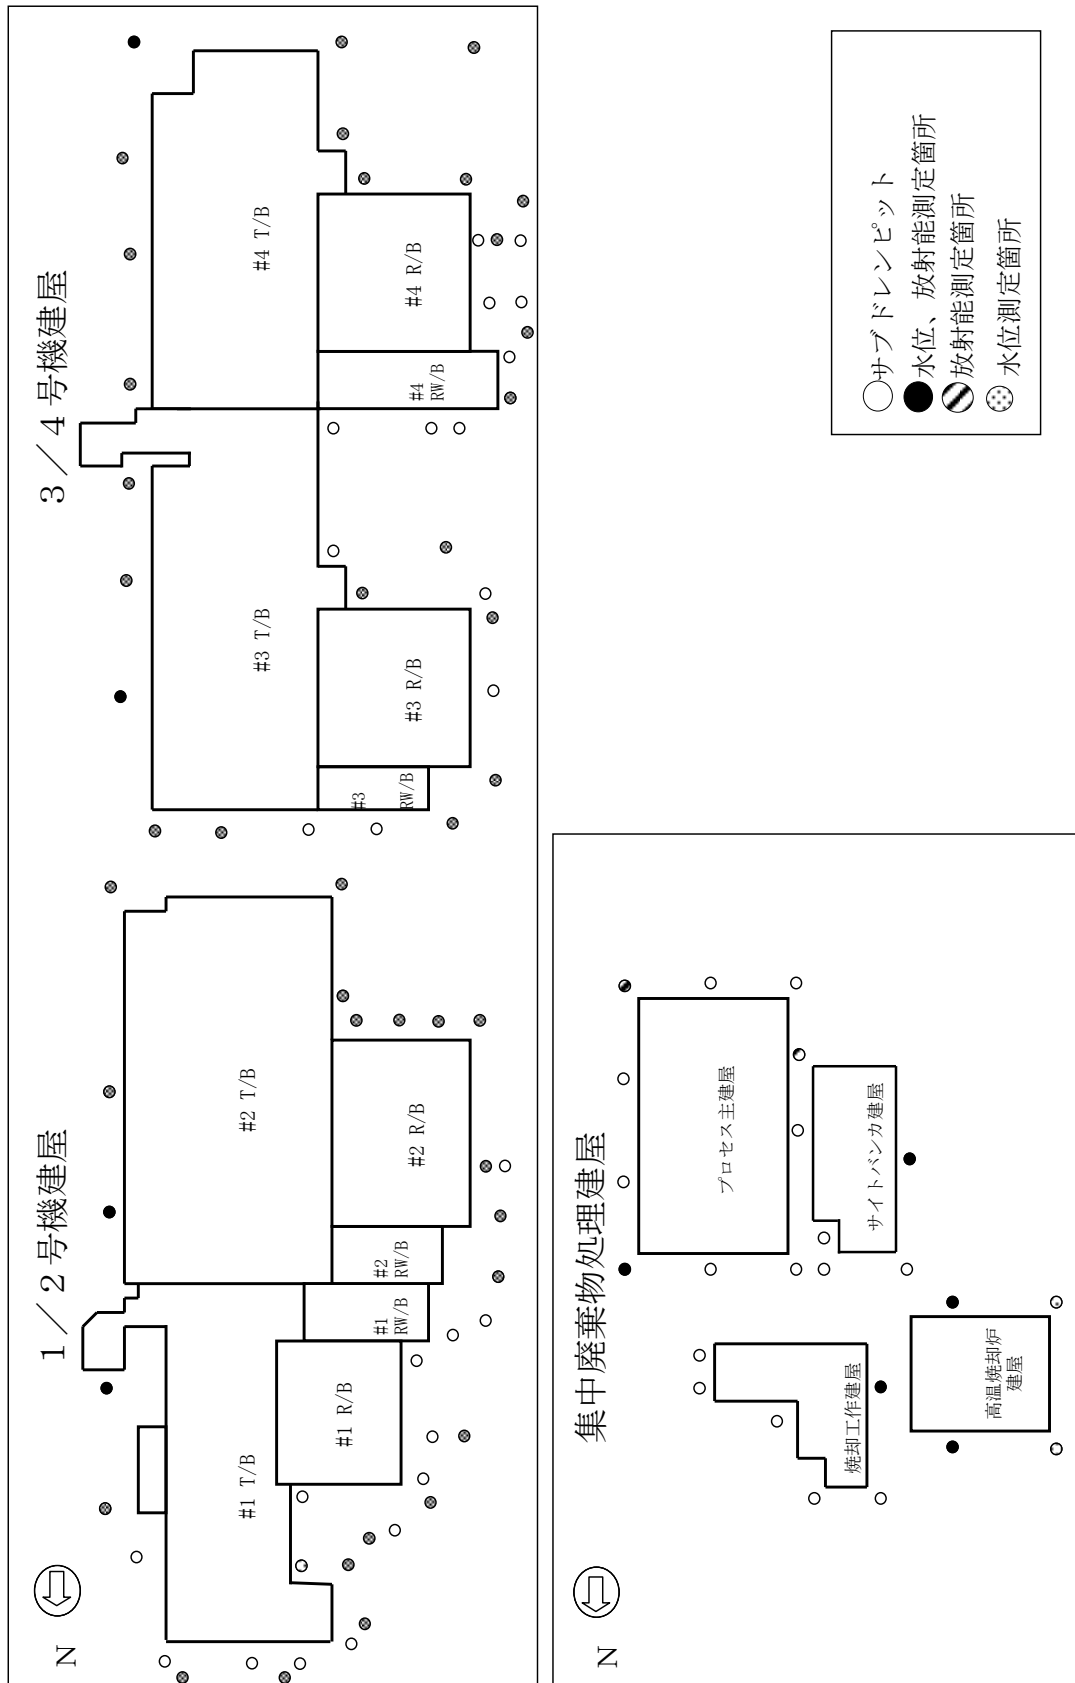 1／2 号機建屋
3／4 号機建屋
N
#1 T/B
#2 T/B
#3 T/B
#4 T/B
#1 R/B
#1
RW/B
#2
RW/B
#2 R/B
#3
RW/B
#3 R/B
#4
RW/B
#4 R/B
集中廃棄物処理建屋
N
焼却工作建屋
プロセス主建屋
サイトバンカ建屋
高温焼却炉
建屋
サブドレンピット
水位、放射能測定箇所
放射能測定箇所
水位測定箇所